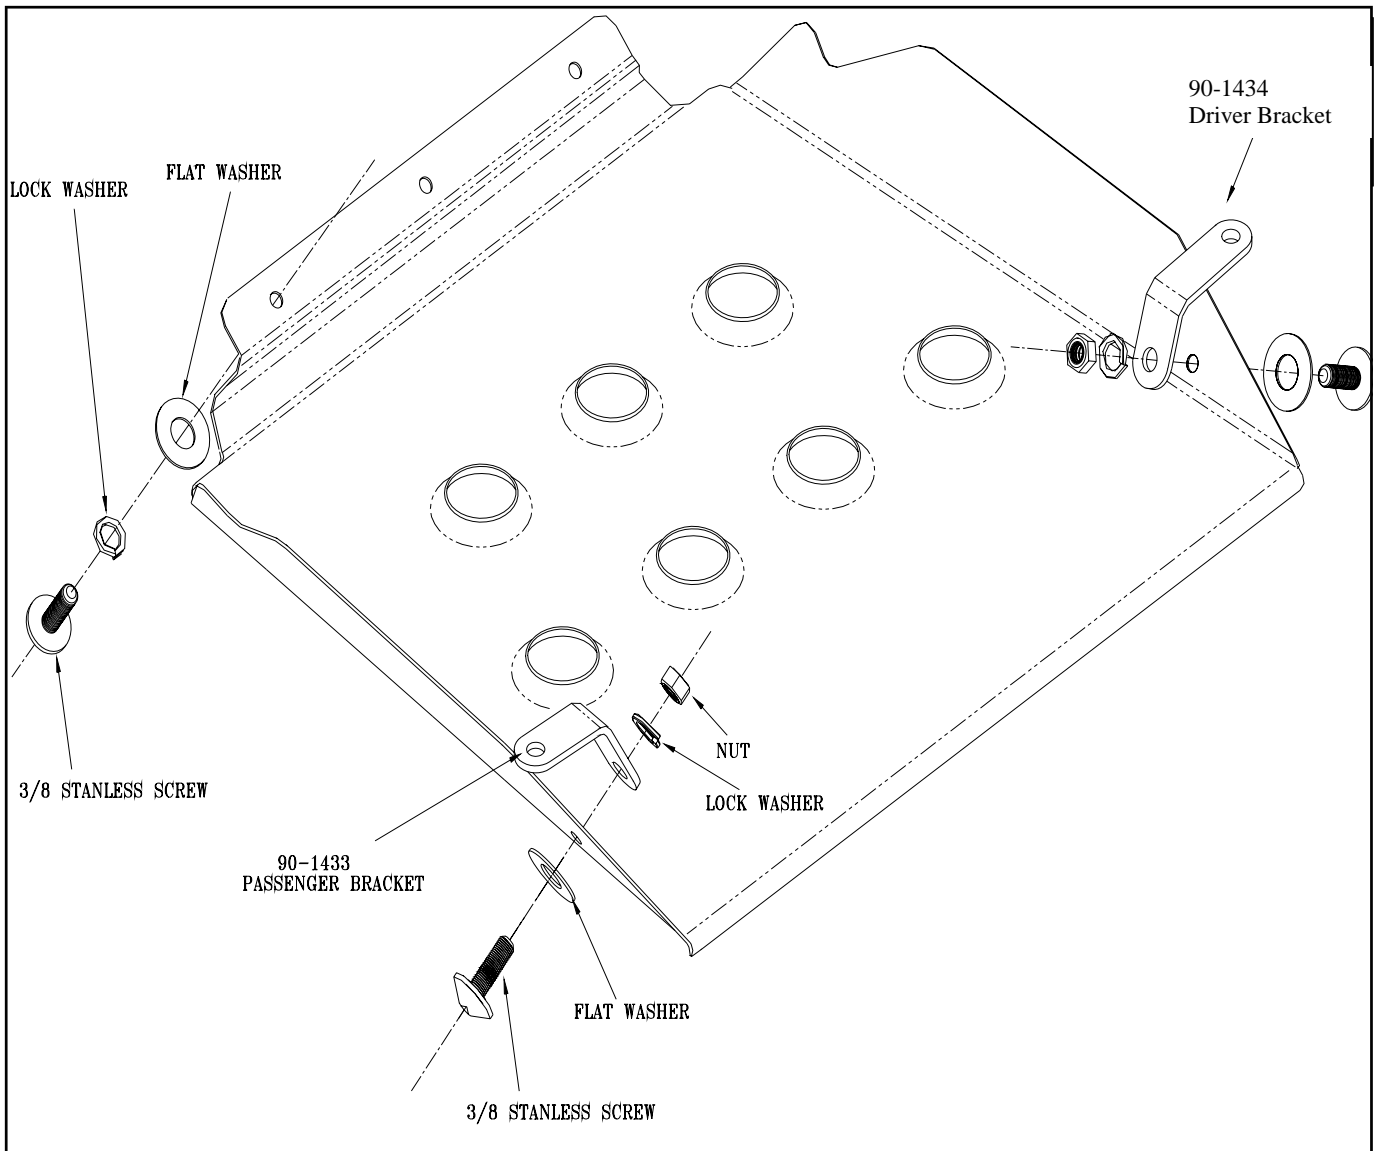 90-1434
Driver Bracket
FLAT WASHER
LOCK WASHER
NUT
LOCK WASHER
3/8 STANLESS SCREW
90-1433
PASSENGER BRACKET
FLAT WASHER
3/8 STANLESS SCREW